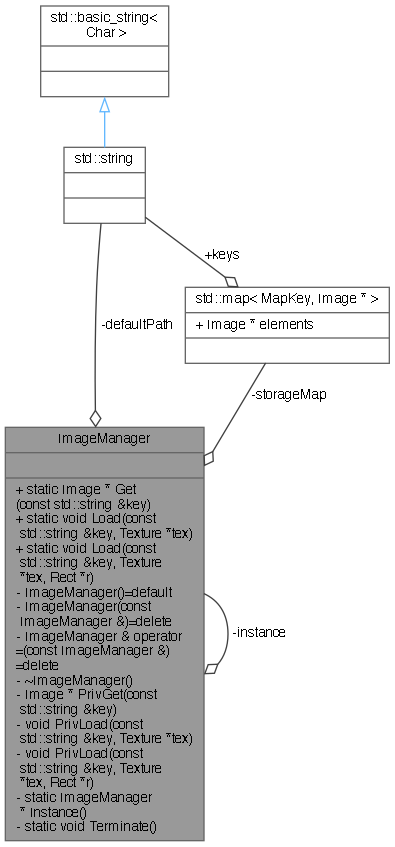 std::basic_string<
Char >
std::string
+keys
std::map< MapKey, Image * >
+ Image * elements
-defaultPath
-storageMap
ImageManager
+ static Image * Get
(const std::string &key)
+ static void Load(const
std::string &key, Texture *tex)
+ static void Load(const
std::string &key, Texture
*tex, Rect *r)
- ImageManager()=default
- ImageManager(const
ImageManager &)=delete
- ImageManager & operator
=(const ImageManager &)
=delete
- ~ImageManager()
- Image * PrivGet(const
std::string &key)
- void PrivLoad(const
std::string &key, Texture *tex)
- void PrivLoad(const
std::string &key, Texture
*tex, Rect *r)
- static ImageManager
* Instance()
- static void Terminate()
-instance